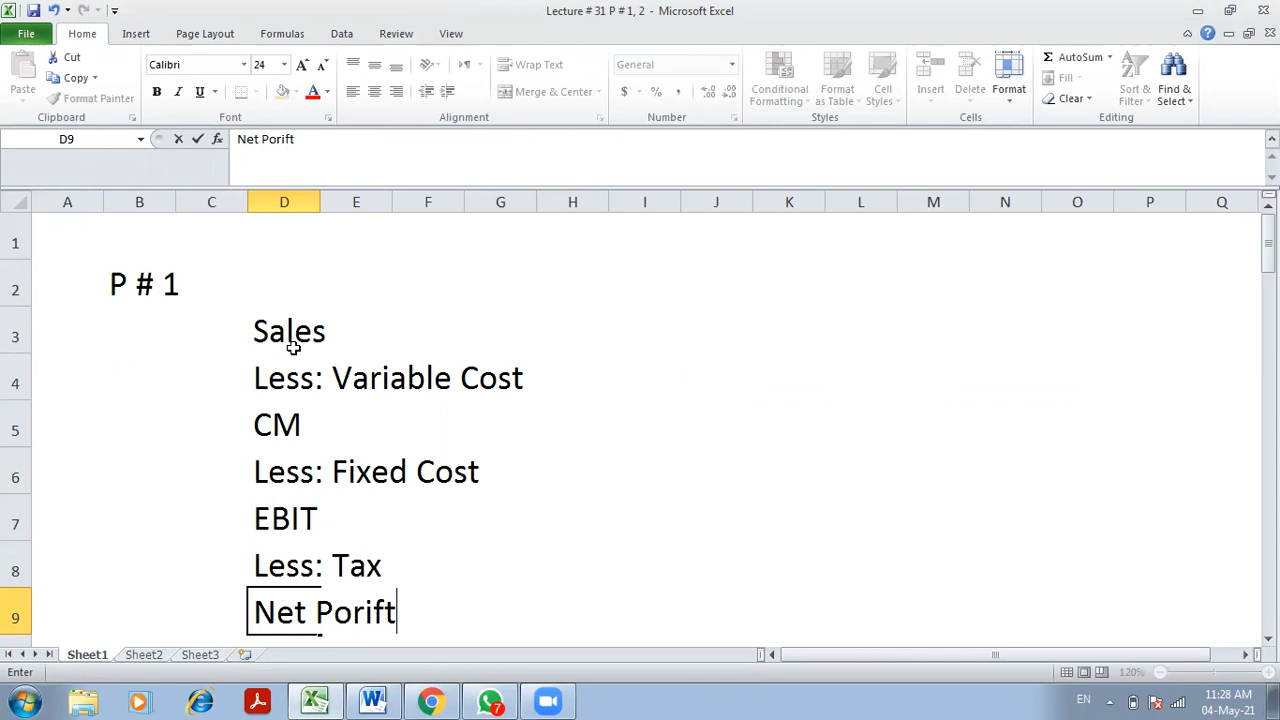 Lecture # 31 P # 1, 2 - Microsoft Excel
File Home Insert Page Layout Formulas Data Review View
Cut
Copy
Format Painter
Paste
Clipboard
Calibri 24
B I U
Font
Wrap Text
Merge & Center
Alignment
General
$ % ,
Number
Conditional Formatting
Format as Table
Cell Styles
Styles
Insert Delete Format
Cells
AutoSum
Fill
Clear
Sort & Filter
Find & Select
Editing
D9 fx Net Porift
A B C D E F G H I J K L M N O P Q
1
2 P # 1
3 Sales
4 Less: Variable Cost
5 CM
6 Less: Fixed Cost
7 EBIT
8 Less: Tax
9 Net Porift
Sheet1 Sheet2 Sheet3
Enter 120%
7
EN 11:28 AM
04-May-21